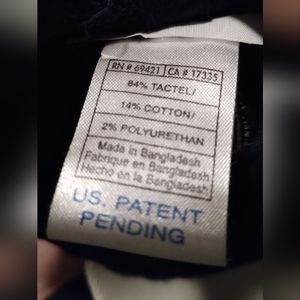 RN # 69421 CA # 17335
84% TACTEL/
14% COTTON/
2% POLYURETHAN
Made in Bangladesh
Fabrique en Bangladesh
Hecho en la Bangladesh
US. PATENT
PENDING